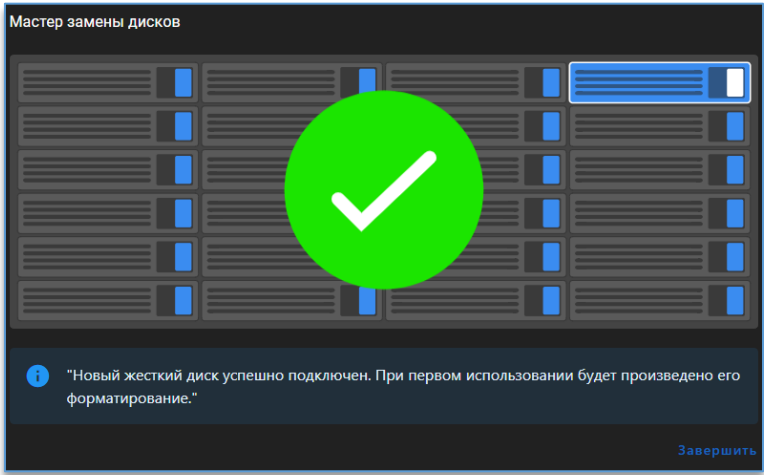 Мастер замены дисков
"Новый жесткий диск успешно подключен. При первом использовании будет произведено его
форматирование."
Завершить